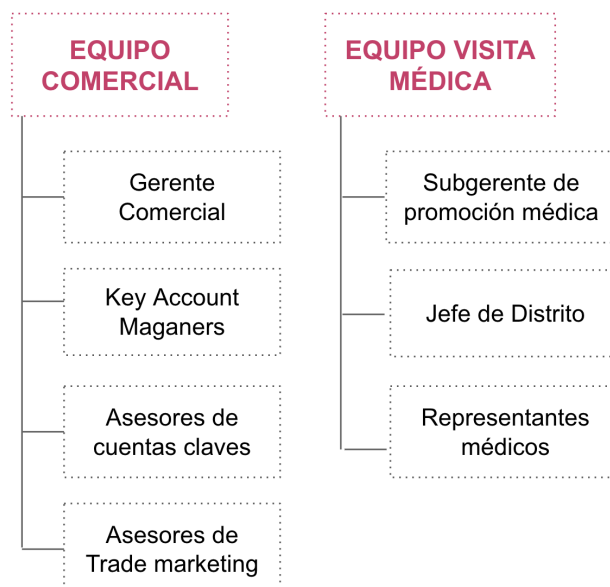 EQUIPO
COMERCIAL
Gerente
Comercial
Key Account
Maganers
Asesores de
cuentas claves
Asesores de
Trade marketing
EQUIPO VISITA
MÉDICA
Subgerente de
promoción médica
Jefe de Distrito
Representantes
médicos